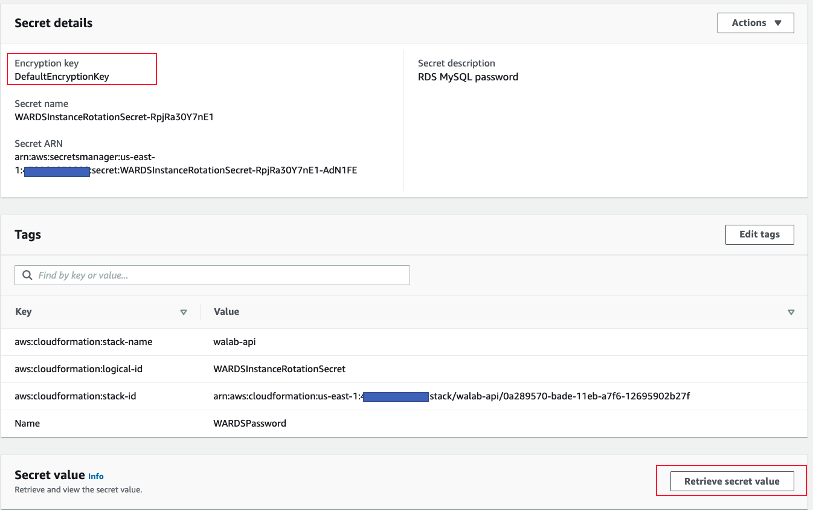 Secret details
Actions
Encryption key
DefaultEncryptionKey
Secret description
RDS MySQL password
Secret name
WARDSInstanceRotationSecret-RpjRa30Y7nE1
Secret ARN
arn:aws:secretsmanager:us-east-
1: :secret:WARDSInstanceRotationSecret-RpjRa30Y7nE1-AdN1FE
Tags
Edit tags
Find by key or value...
Key Value
aws:cloudformation:stack-name walab-api
aws:cloudformation:logical-id WARDSInstanceRotationSecret
aws:cloudformation:stack-id arn:aws:cloudformation:us-east-1: stack/walab-api/0a289570-bade-11eb-a7f6-12695902b27f
Name WARDSPassword
Secret value Info
Retrieve and view the secret value.
Retrieve secret value